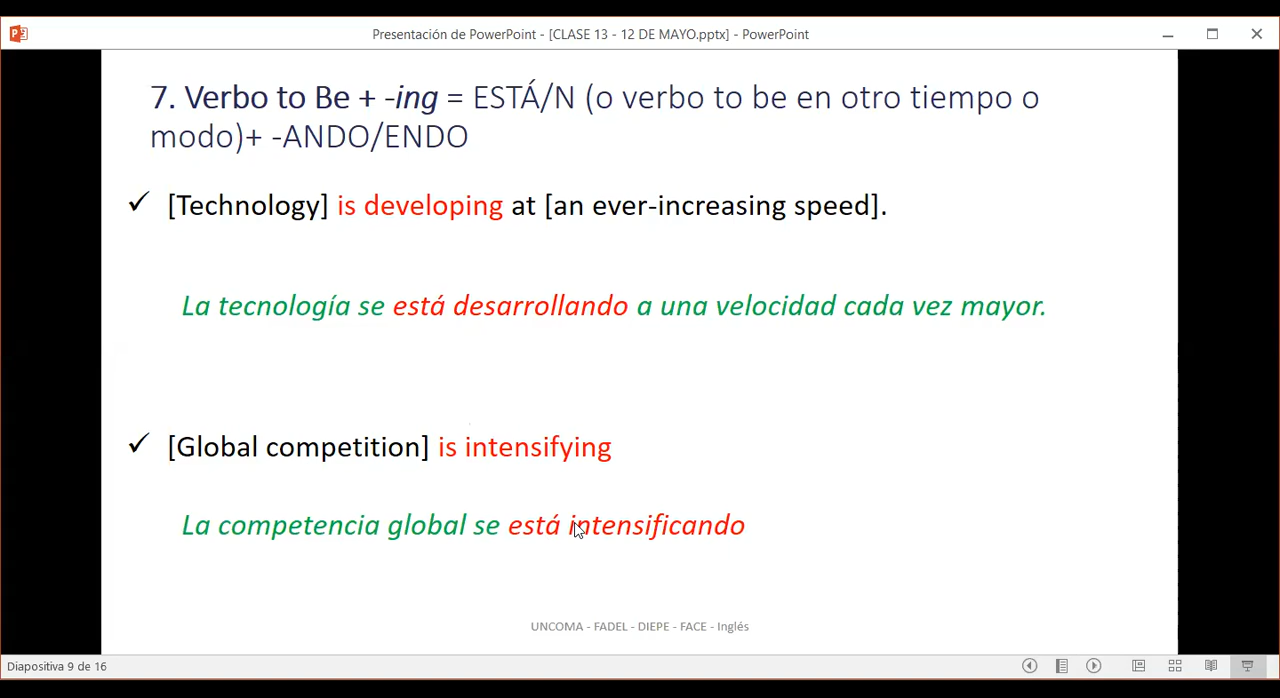 Presentación de PowerPoint - [CLASE 13 - 12 DE MAYO.pptx] - PowerPoint
7. Verbo to Be + -ing = ESTÁ/N (o verbo to be en otro tiempo o
modo)+ -ANDO/ENDO
✓ [Technology] is developing at [an ever-increasing speed].
La tecnología se está desarrollando a una velocidad cada vez mayor.
✓ [Global competition] is intensifying
La competencia global se está intensificando
UNCOMA - FADEL - DIEPE - FACE - Inglés
Diapositiva 9 de 16